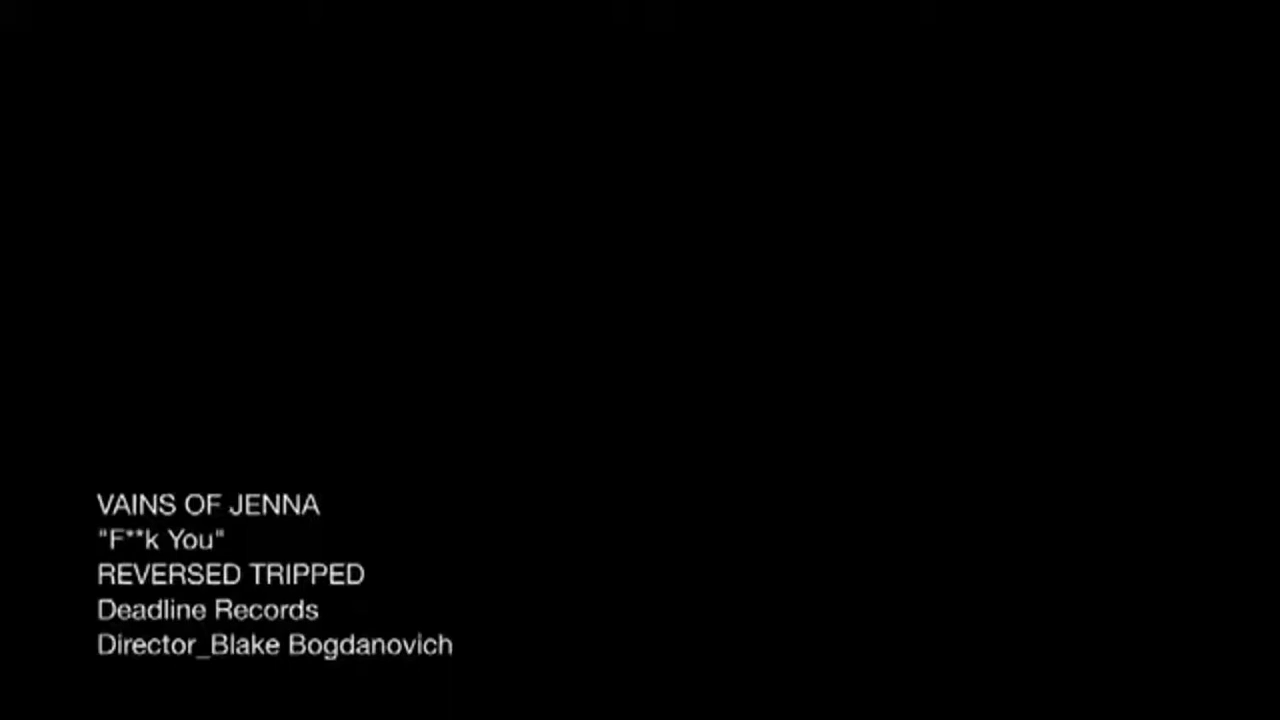 VAINS OF JENNA
"F**k You"
REVERSED TRIPPED
Deadline Records
Director_Blake Bogdanovich